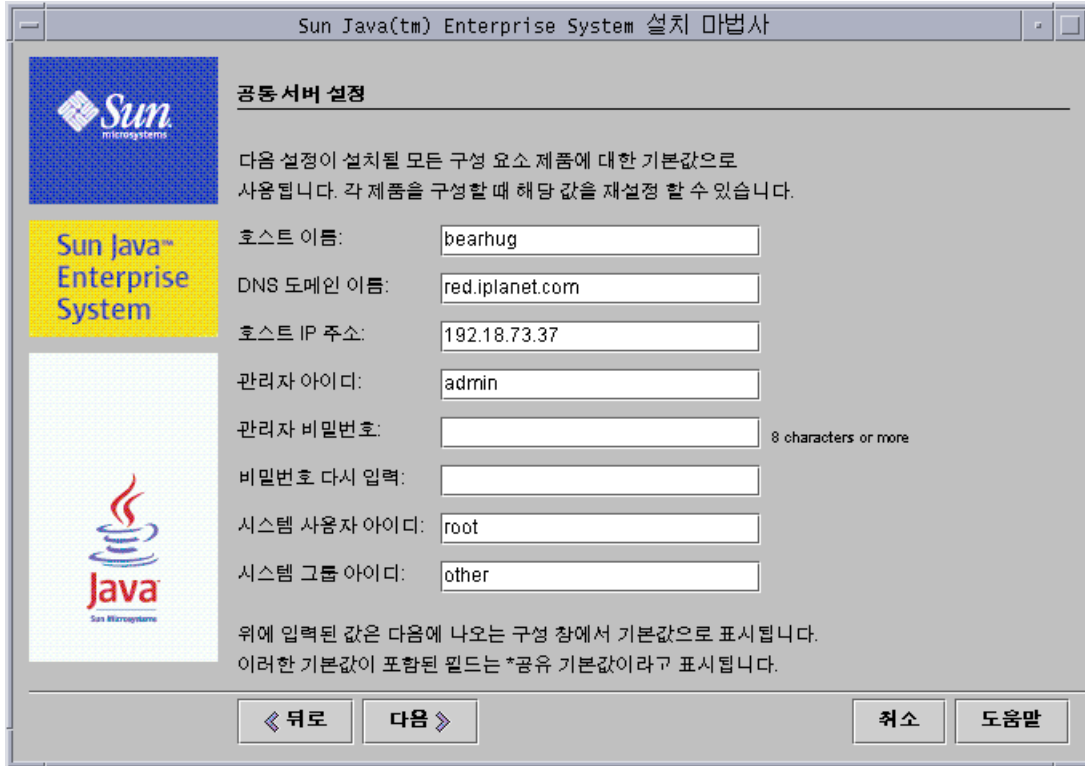 Sun Java(tm) Enterprise System 설치 마법사
Sun
microsystems
Sun Java™
Enterprise
System
Java
Sun Microsystems
공통 서버 설정
다음 설정이 설치될 모든 구성 요소 제품에 대한 기본값으로
사용됩니다. 각 제품을 구성할 때 해당 값을 재설정 할 수 있습니다.
호스트 이름: bearhug
DNS 도메인 이름: red.iplanet.com
호스트 IP 주소: 192.18.73.37
관리자 아이디: admin
관리자 비밀번호: 8 characters or more
비밀번호 다시 입력:
시스템 사용자 아이디: root
시스템 그룹 아이디: other
위에 입력된 값은 다음에 나오는 구성 창에서 기본값으로 표시됩니다.
이러한 기본값이 포함된 필드는 *공유 기본값이라고 표시됩니다.
뒤로 다음 취소 도움말